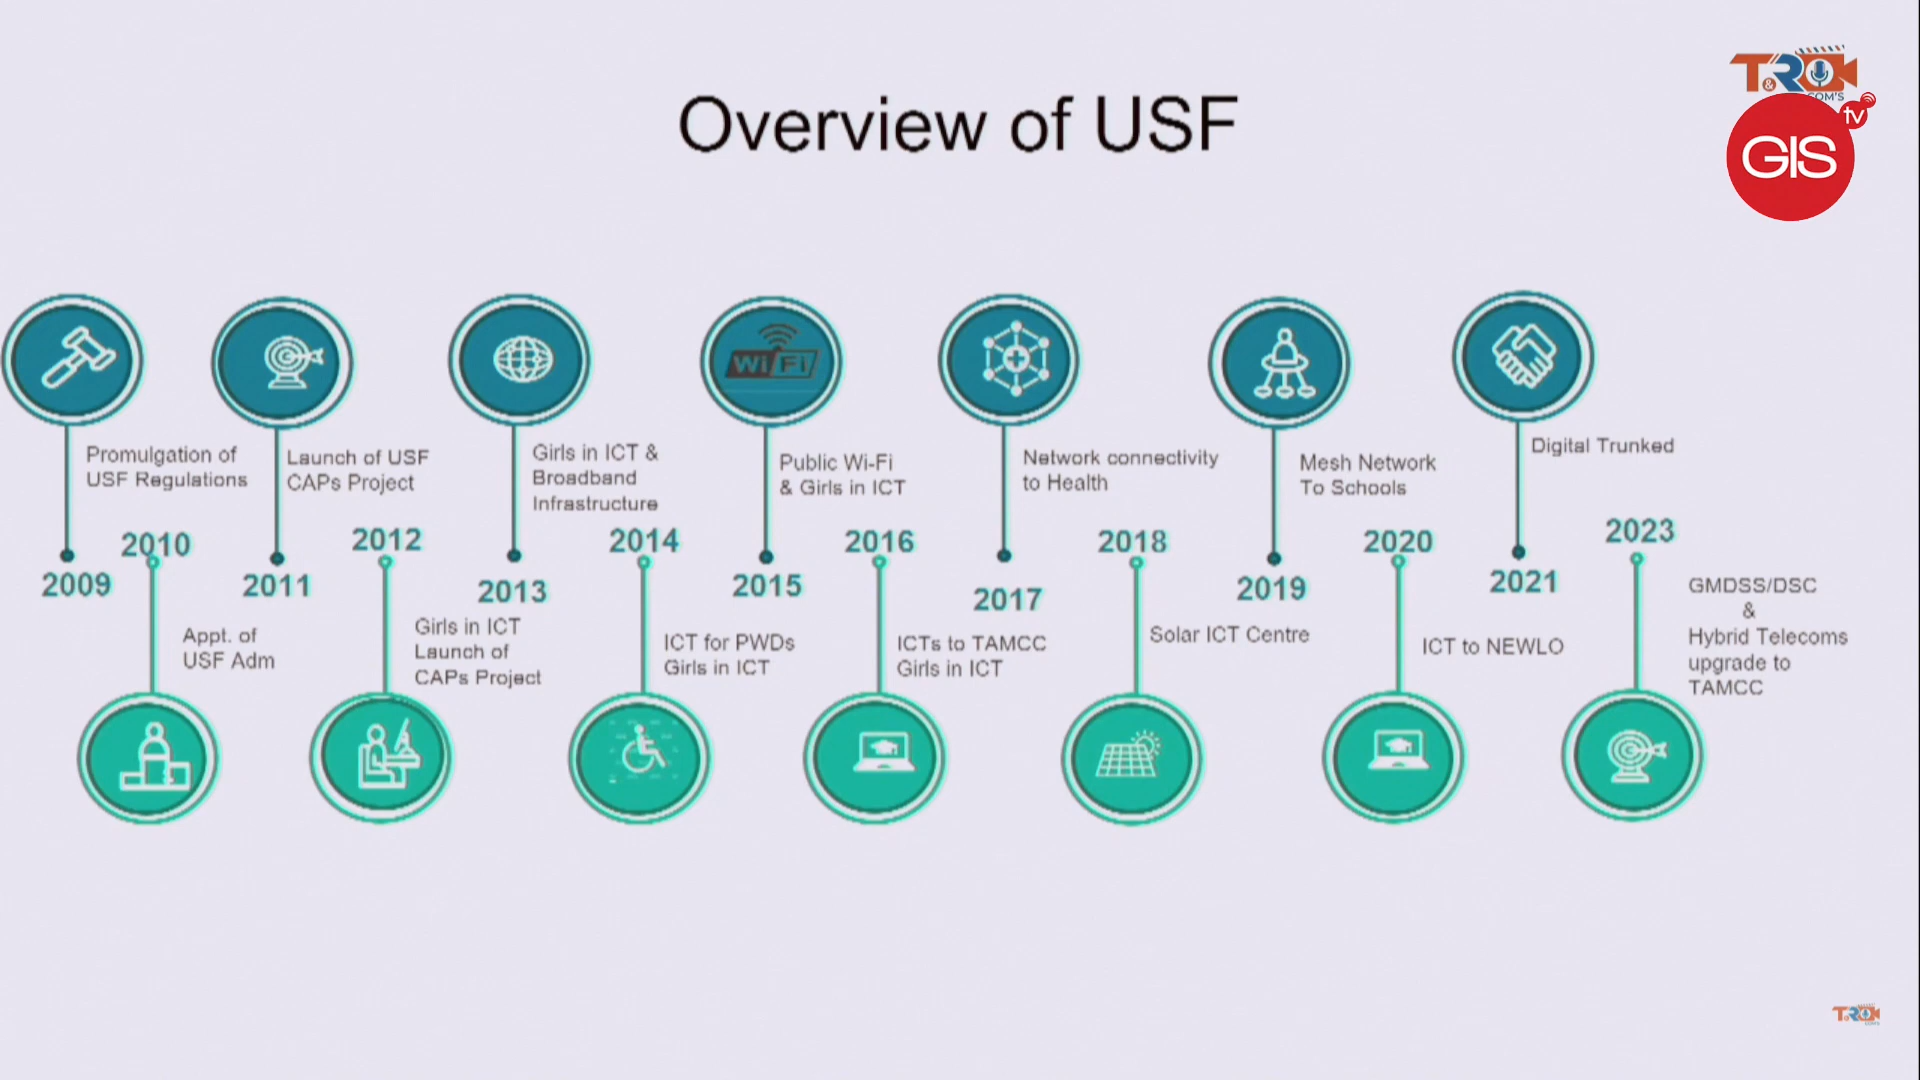 Overview of USF
T&R
COM'S
GIS
tv
Promulgation of
USF Regulations
2009
2010
Appt. of
USF Adm
Launch of USF
CAPs Project
2011
2012
Girls in ICT
Launch of
CAPs Project
Girls in ICT &
Broadband
Infrastructure
2013
2014
ICT for PWDs
Girls in ICT
WiFi
Public Wi-Fi
& Girls in ICT
2015
2016
ICTs to TAMCC
Girls in ICT
Network connectivity
to Health
2017
2018
Solar ICT Centre
Mesh Network
To Schools
2019
2020
ICT to NEWLO
Digital Trunked
2021
2023
GMDSS/DSC
&
Hybrid Telecoms
upgrade to
TAMCC